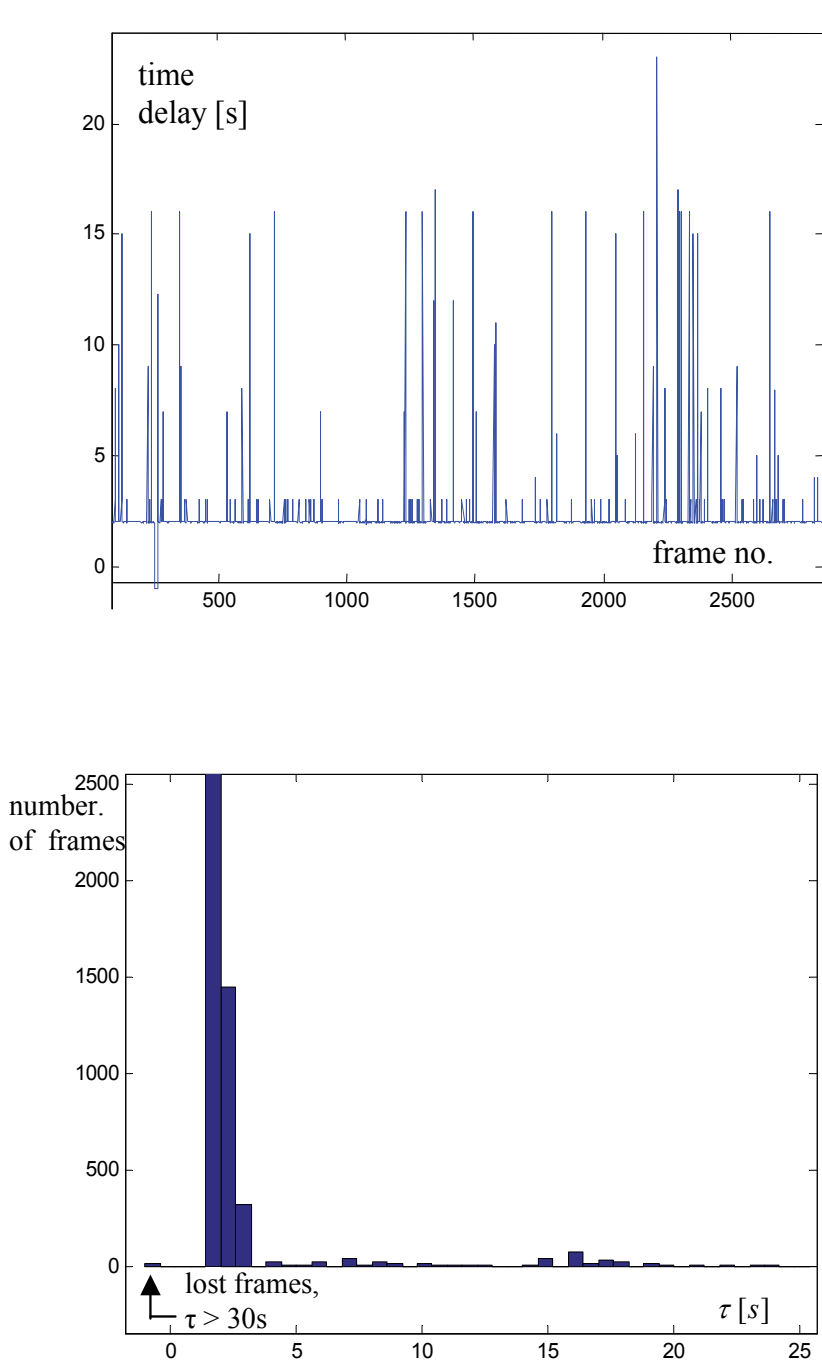 time
delay [s]
20
15
10
5
0
frame no.
500 1000 1500 2000 2500
number.
of frames
2500
2000
1500
1000
500
0
lost frames,
τ > 30s
τ [s]
0 5 10 15 20 25